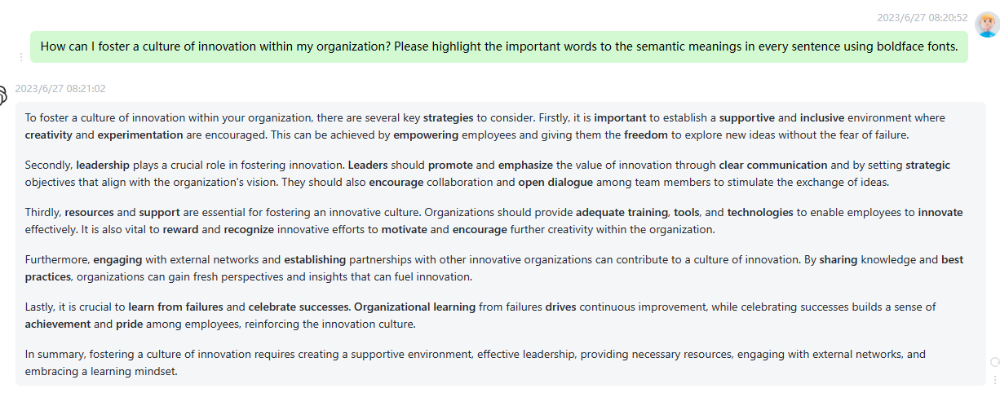 2023/6/27 08:20:52
How can I foster a culture of innovation within my organization? Please highlight the important words to the semantic meanings in every sentence using boldface fonts.
2023/6/27 08:21:02
To foster a culture of innovation within your organization, there are several key strategies to consider. Firstly, it is important to establish a supportive and inclusive environment where
creativity and experimentation are encouraged. This can be achieved by empowering employees and giving them the freedom to explore new ideas without the fear of failure.
Secondly, leadership plays a crucial role in fostering innovation. Leaders should promote and emphasize the value of innovation through clear communication and by setting strategic
objectives that align with the organization's vision. They should also encourage collaboration and open dialogue among team members to stimulate the exchange of ideas.
Thirdly, resources and support are essential for fostering an innovative culture. Organizations should provide adequate training, tools, and technologies to enable employees to innovate
effectively. It is also vital to reward and recognize innovative efforts to motivate and encourage further creativity within the organization.
Furthermore, engaging with external networks and establishing partnerships with other innovative organizations can contribute to a culture of innovation. By sharing knowledge and best
practices, organizations can gain fresh perspectives and insights that can fuel innovation.
Lastly, it is crucial to learn from failures and celebrate successes. Organizational learning from failures drives continuous improvement, while celebrating successes builds a sense of
achievement and pride among employees, reinforcing the innovation culture.
In summary, fostering a culture of innovation requires creating a supportive environment, effective leadership, providing necessary resources, engaging with external networks, and
embracing a learning mindset.